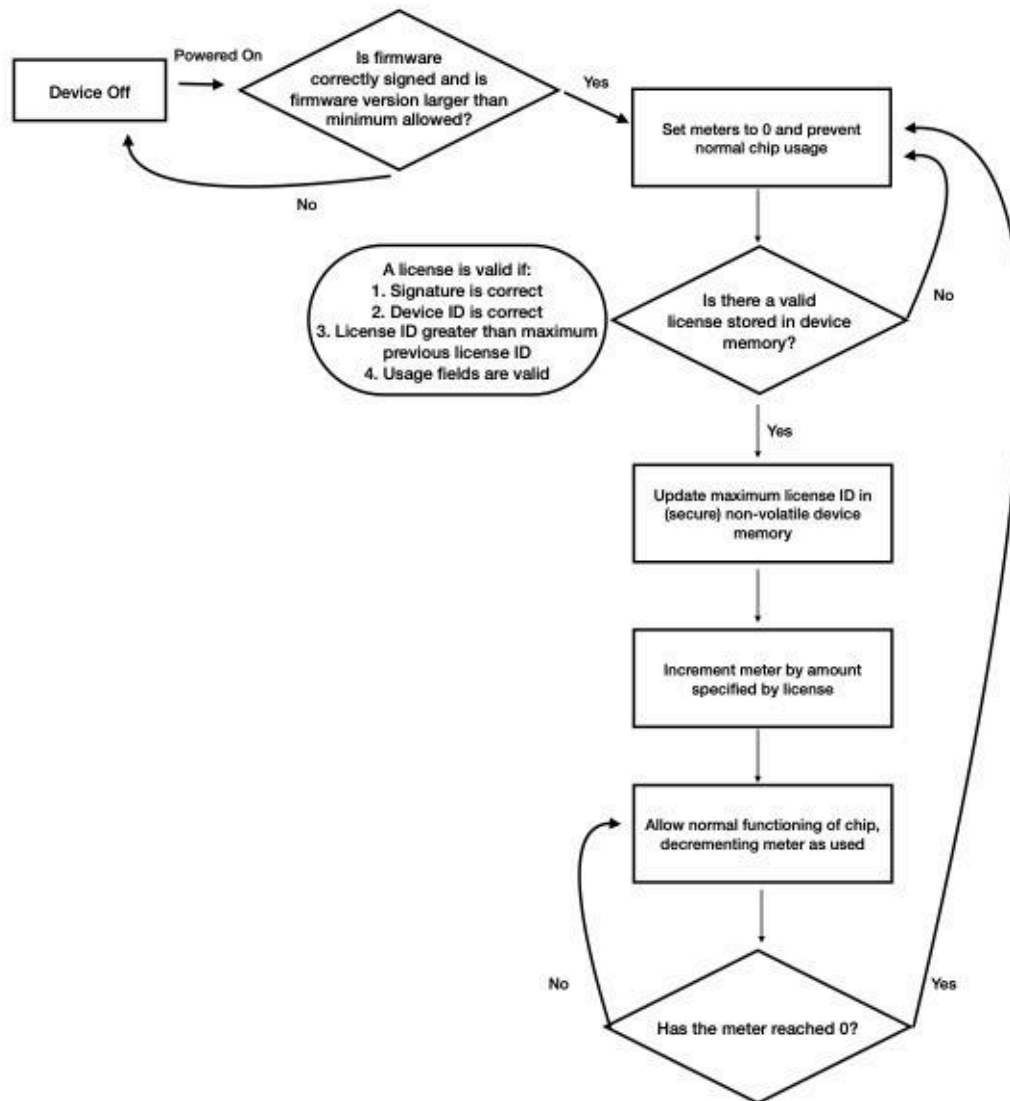 Device Off
Powered On
Is firmware
correctly signed and is
firmware version larger than
minimum allowed?
Yes
No
Set meters to 0 and prevent
normal chip usage
A license is valid if:
1. Signature is correct
2. Device ID is correct
3. License ID greater than maximum
previous license ID
4. Usage fields are valid
Is there a valid
license stored in device
memory?
No
Yes
Update maximum license ID in
(secure) non-volatile device
memory
Increment meter by amount
specified by license
Allow normal functioning of chip,
decrementing meter as used
No
Yes
Has the meter reached 0?